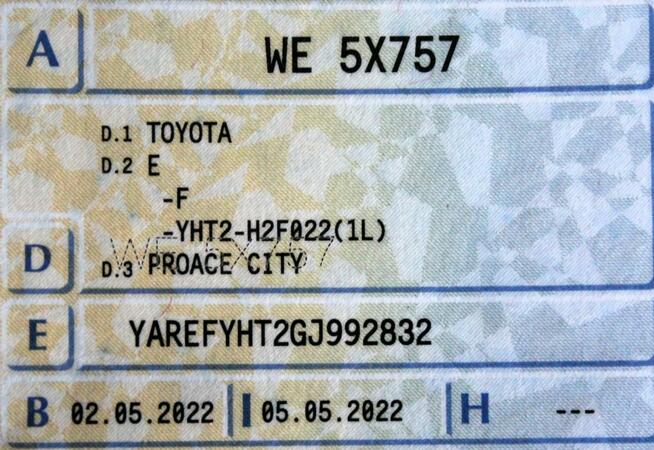 A WE 5X757
D.1 TOYOTA
D.2 E
-F
-YHT2-H2F022(1L)
D D.3 PROACE CITY
E YAREFYHT2GJ992832
B 02.05.2022 I 05.05.2022 H ---